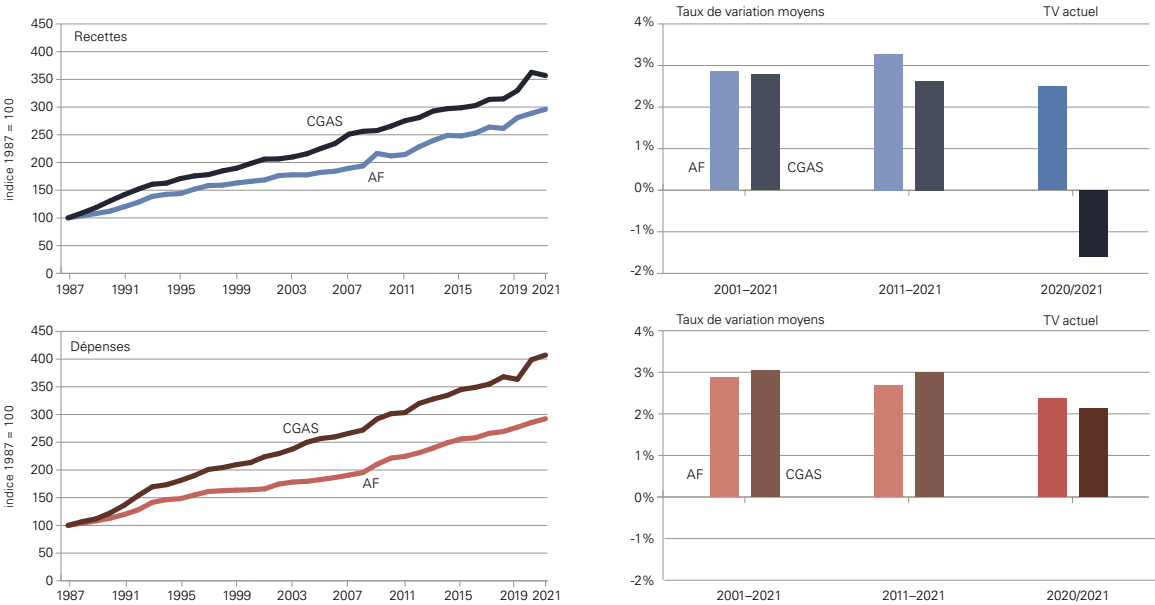 Recettes
indice 1987 = 100
450
400
350
300
250
200
150
100
50
0
CGAS
AF
1987 1991 1995 1999 2003 2007 2011 2015 2019 2021
Taux de variation moyens TV actuel
4%
3%
2%
1%
0%
-1%
-2%
AF CGAS
2001–2021 2011–2021 2020/2021
Dépenses
indice 1987 = 100
450
400
350
300
250
200
150
100
50
0
CGAS
AF
1987 1991 1995 1999 2003 2007 2011 2015 2019 2021
Taux de variation moyens TV actuel
4%
3%
2%
1%
0%
-1%
-2%
AF CGAS
2001–2021 2011–2021 2020/2021